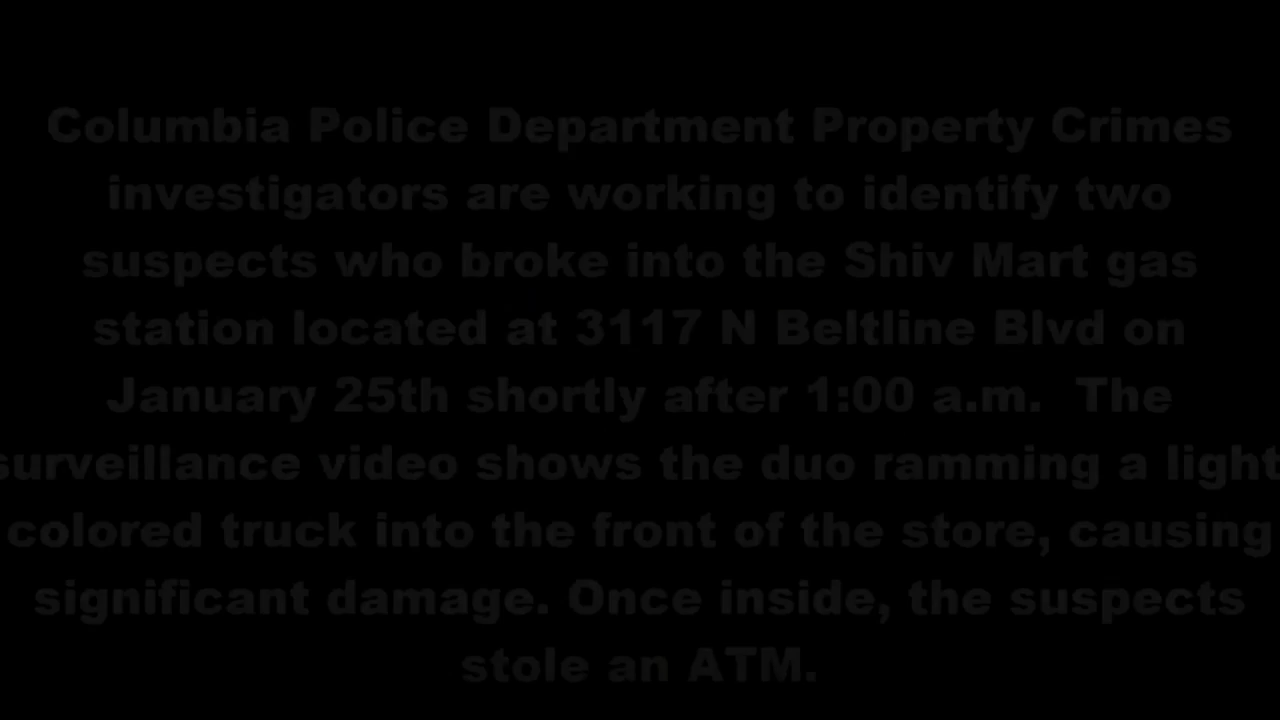 Columbia Police Department Property Crimes
investigators are working to identify two
suspects who broke into the Shiv Mart gas
station located at 3117 N Beltline Blvd on
January 25th shortly after 1:00 a.m.  The
surveillance video shows the duo ramming a light
colored truck into the front of the store, causing
significant damage. Once inside, the suspects
stole an ATM.